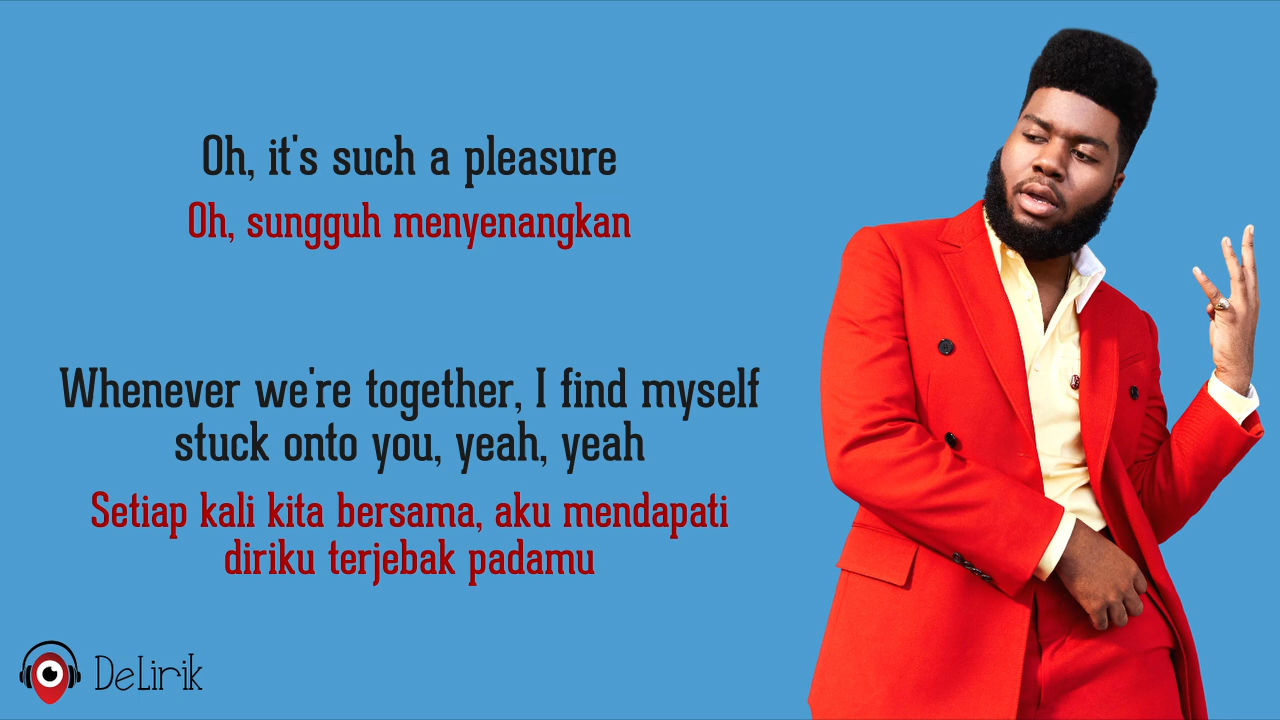 Oh, it's such a pleasure
Oh, sungguh menyenangkan
Whenever we're together, I find myself
stuck onto you, yeah, yeah
Setiap kali kita bersama, aku mendapati
diriku terjebak padamu
DeLirik